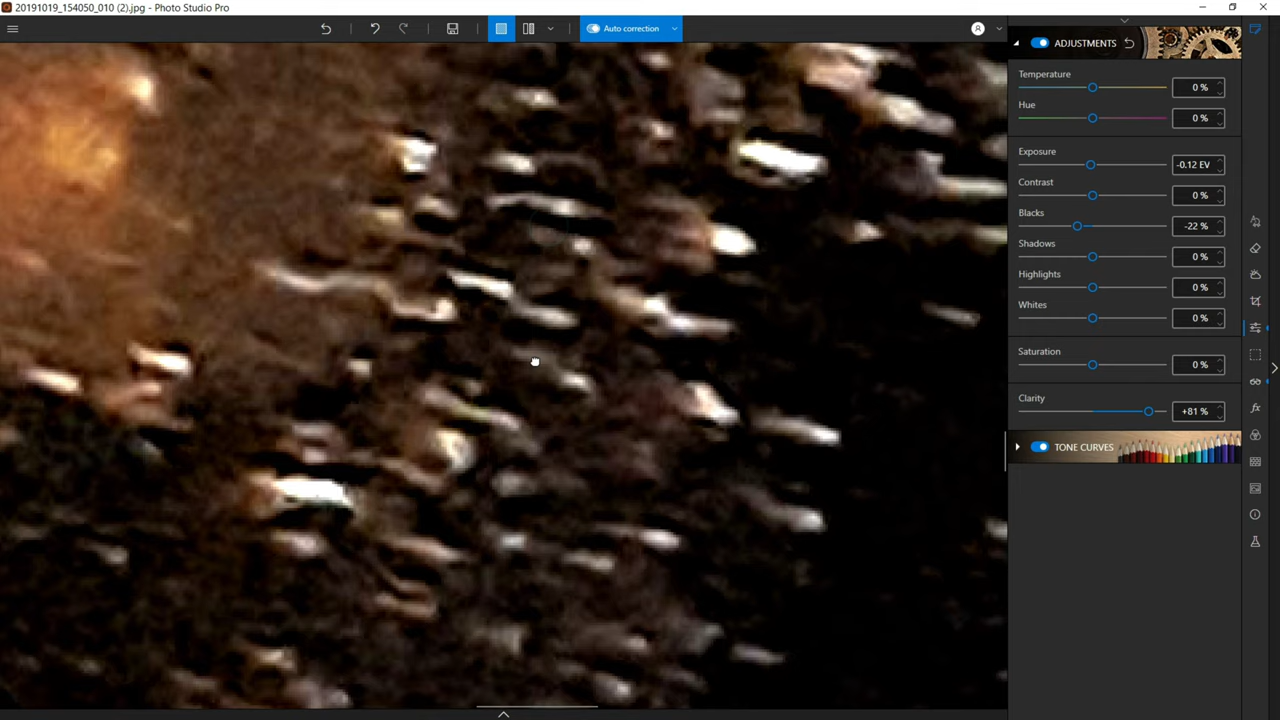 20191019_154050_010 (2).jpg - Photo Studio Pro
Auto correction
ADJUSTMENTS
Temperature
0 %
Hue
0 %
Exposure
-0.12 EV
Contrast
0 %
Blacks
-22 %
Shadows
0 %
Highlights
0 %
Whites
0 %
Saturation
0 %
Clarity
+81 %
TONE CURVES